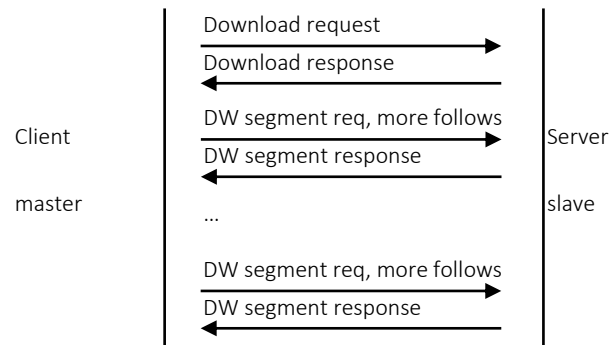 Download request
Download response
DW segment req, more follows
Client
Server
DW segment response
master
slave
…
DW segment req, more follows
DW segment response